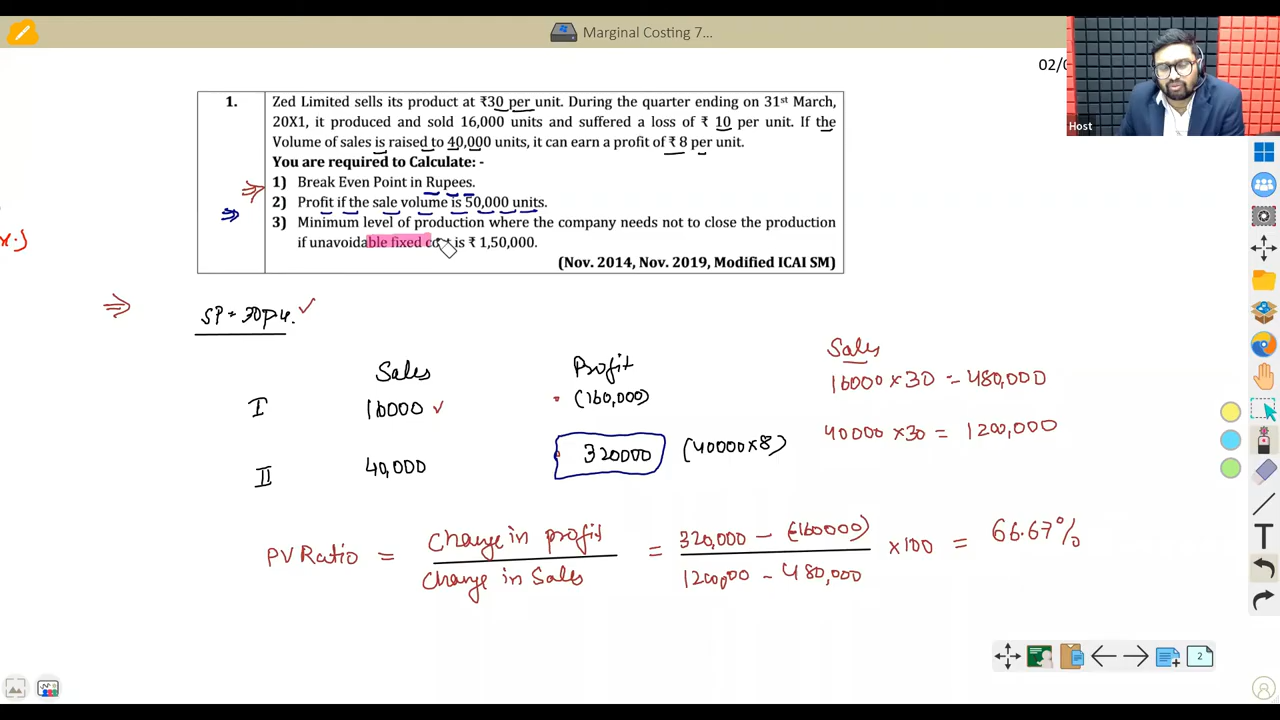 Marginal Costing 7...
02/0
Host
1.
Zed Limited sells its product at ₹30 per unit. During the quarter ending on 31st March,
20X1, it produced and sold 16,000 units and suffered a loss of ₹ 10 per unit. If the
Volume of sales is raised to 40,000 units, it can earn a profit of ₹ 8 per unit.
You are required to Calculate: -
1) Break Even Point in Rupees.
2) Profit if the sale volume is 50,000 units.
3) Minimum level of production where the company needs not to close the production
if unavoidable fixed cost is ₹ 1,50,000.
(Nov. 2014, Nov. 2019, Modified ICAI SM)
⇒
SP = 30 p.u. ✓
Sales Profit Sales
I 16000 ✓ (160,000) 16000 × 30 = 480,000
II 40,000 320000 (40000×8) 40000 ×30 = 1200,000
PV Ratio = Change in profit / Change in Sales = 320,000 - (-160000) / 1200,000 - 480,000 ×100 = 66.67%
2